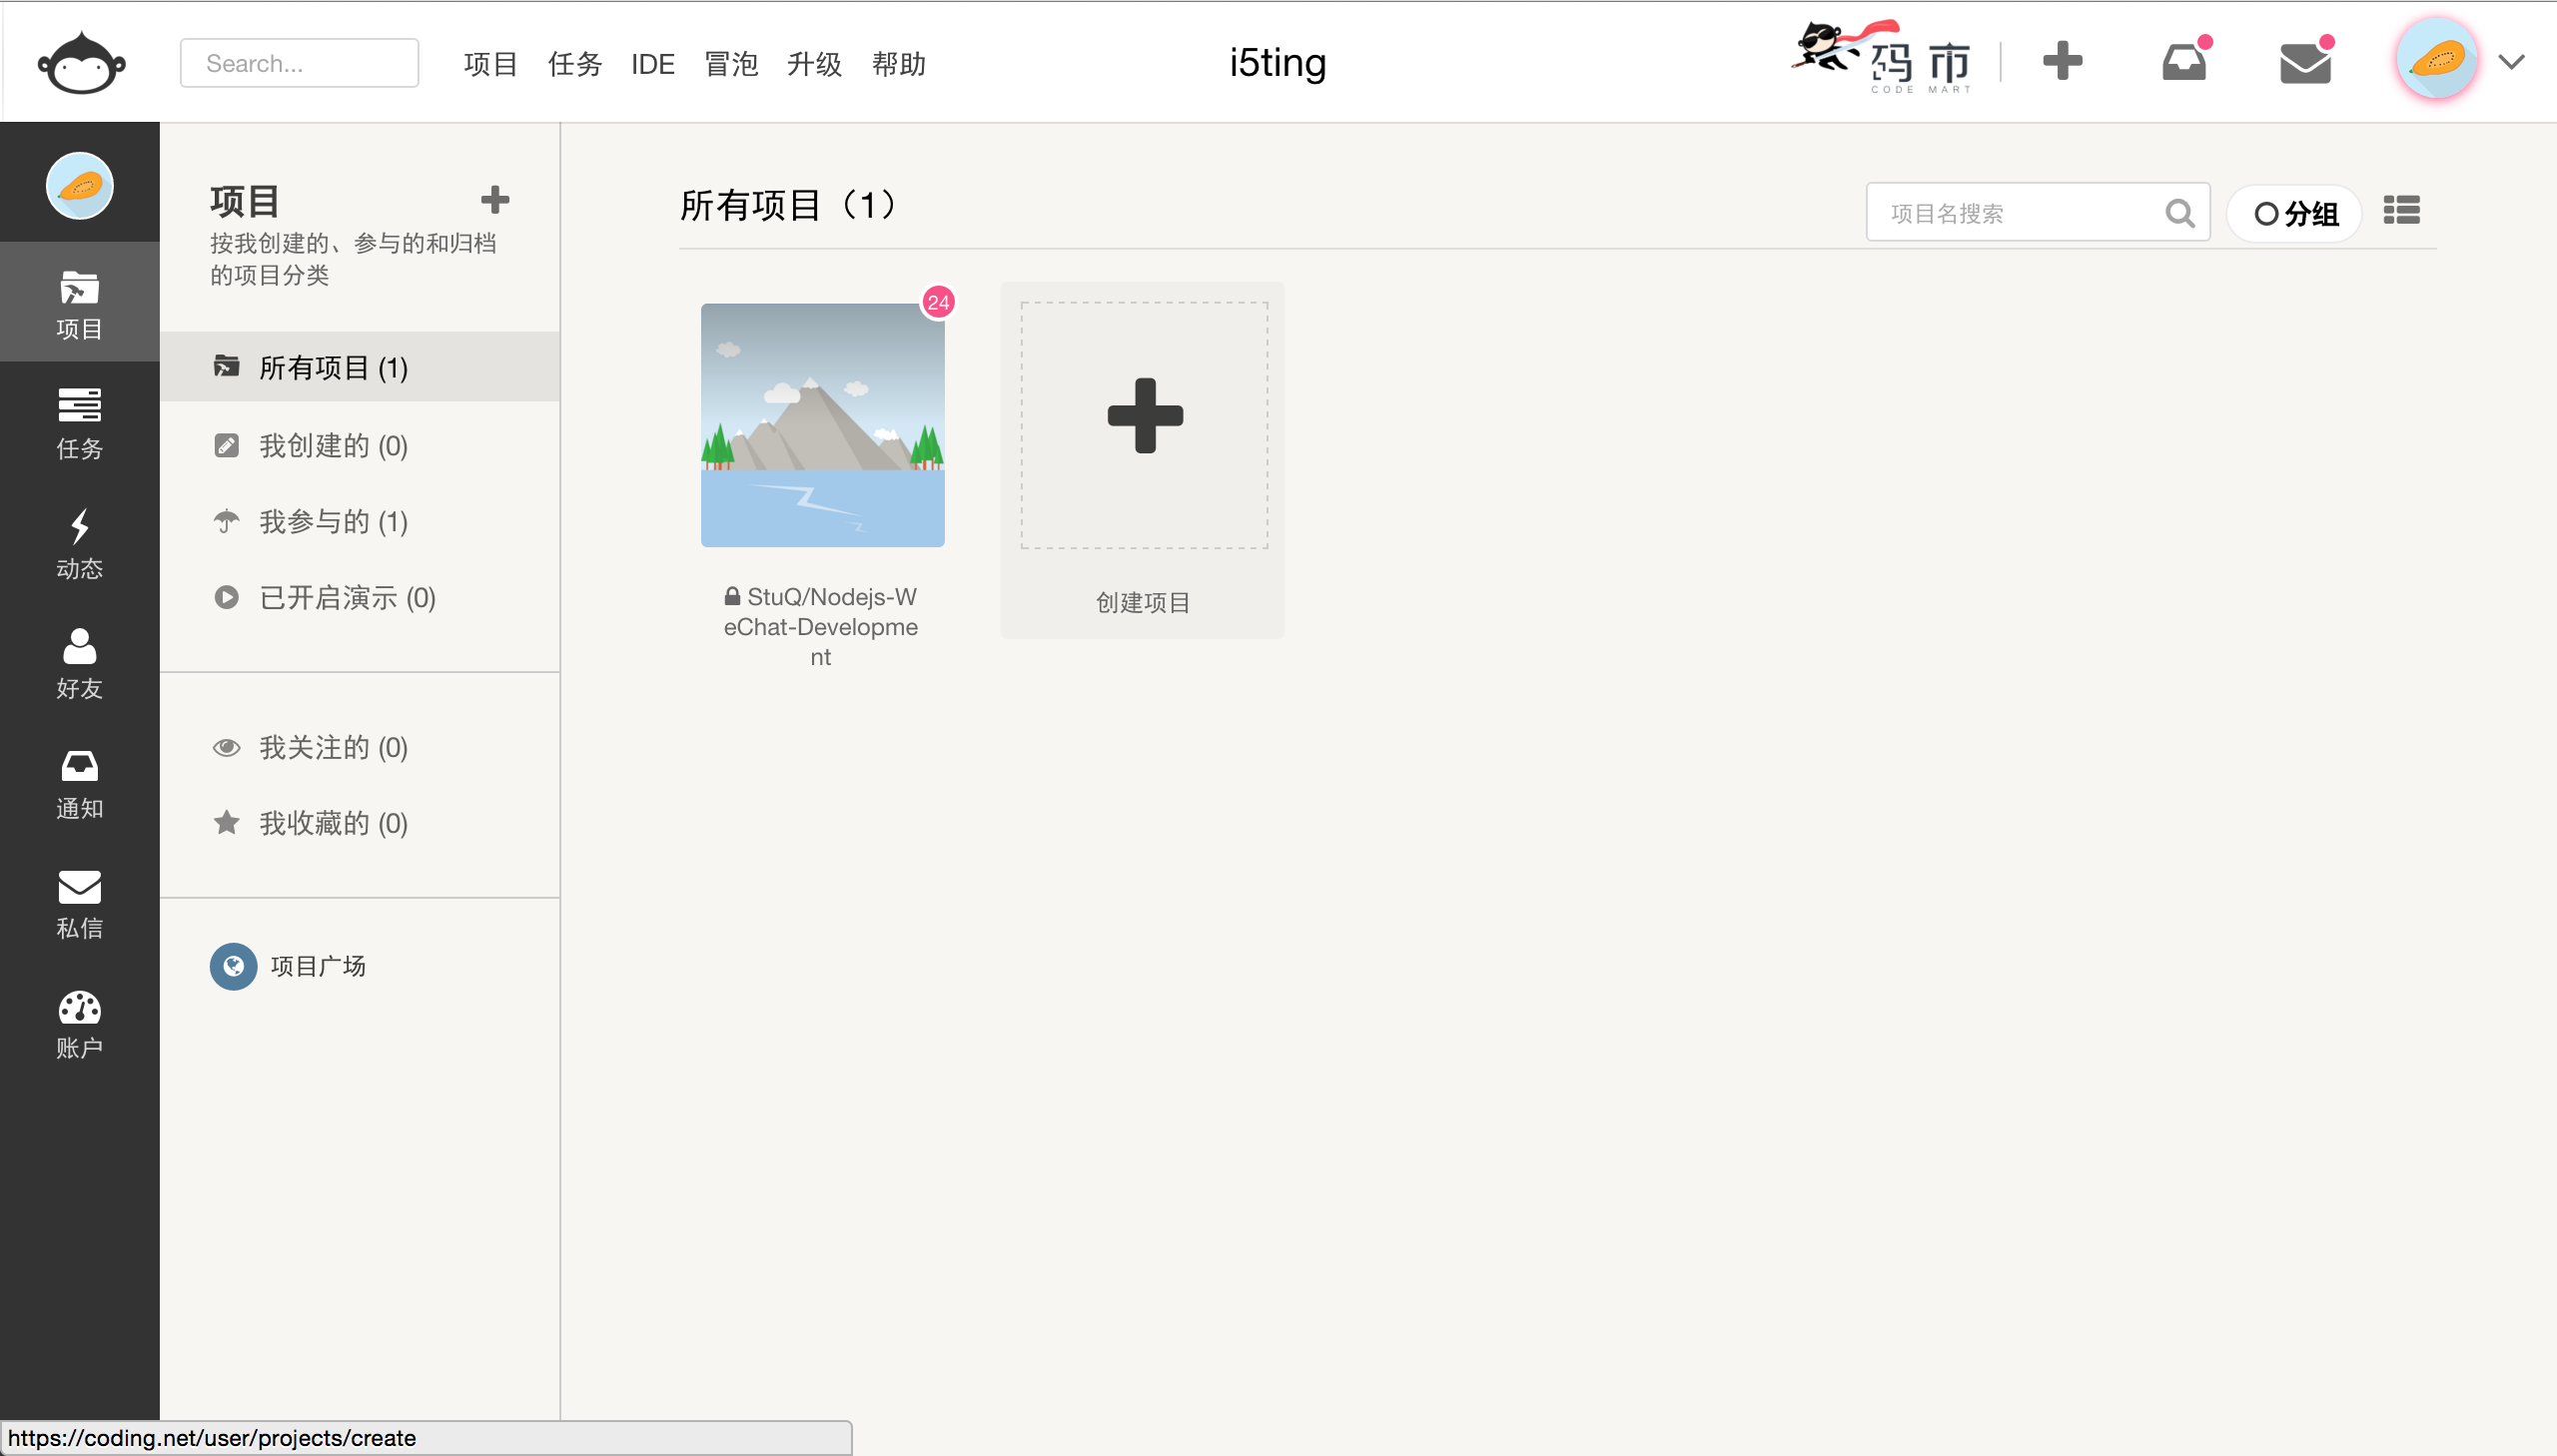 Search...
项目 任务 IDE 冒泡 升级 帮助
i5ting
码市
CODE MART
项目
任务
动态
好友
通知
私信
账户
项目
按我创建的、参与的和归档
的项目分类
所有项目 (1)
我创建的 (0)
我参与的 (1)
已开启演示 (0)
我关注的 (0)
我收藏的 (0)
项目广场
所有项目（1）
项目名搜索
分组
24
StuQ/Nodejs-W
eChat-Developme
nt
创建项目
https://coding.net/user/projects/create